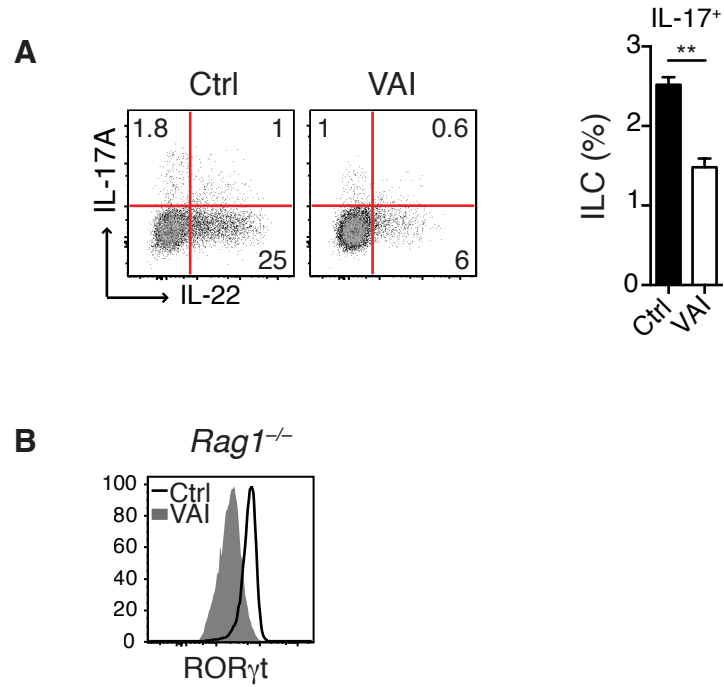 A
Ctrl
VAI
IL-17A
1.8
1
25
1
0.6
6
IL-22
IL-17⁺
**
ILC (%)
3
2
1
0
Ctrl
VAI
B
Rag1⁻/⁻
100
80
60
40
20
0
Ctrl
VAI
RORγt